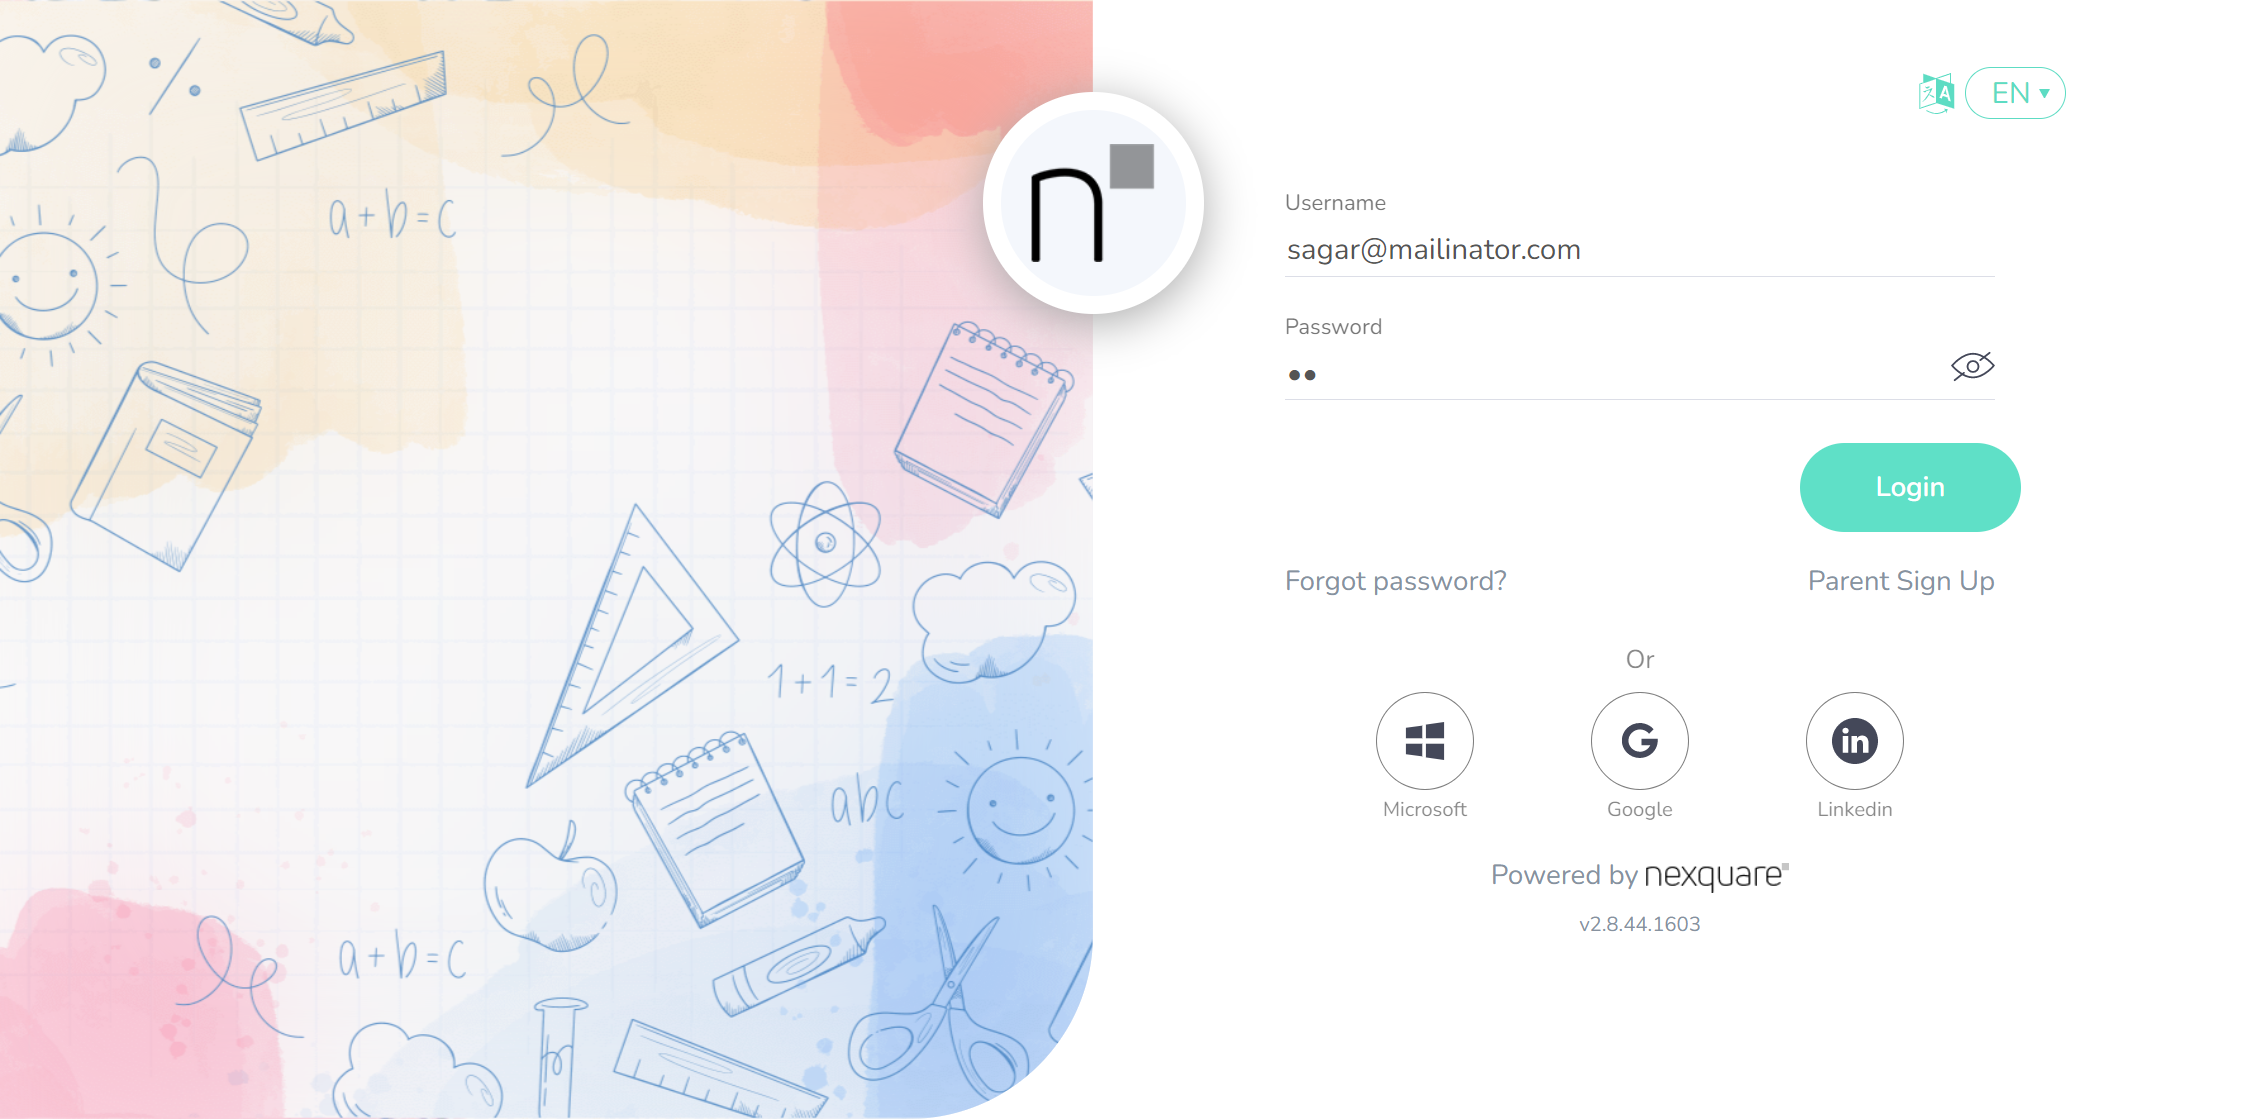 EN
Username
sagar@mailinator.com
Password
••
Login
Forgot password?
Parent Sign Up
Or
Microsoft
Google
Linkedin
Powered by nexquare
v2.8.44.1603
n
a+b=c
1+1=2
abc
a+b=c